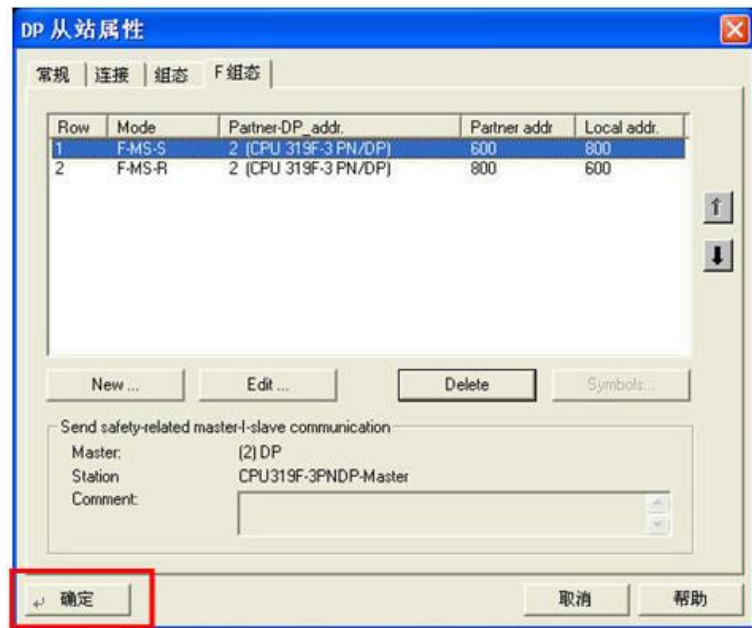 DP 从站属性
常规 连接 组态 F 组态
Row Mode Partner-DP_addr. Partner addr Local addr.
1 F-MS-S 2 (CPU 319F-3 PN/DP) 600 800
2 F-MS-R 2 (CPU 319F-3 PN/DP) 800 600
New ... Edit ... Delete Symbols...
Send safety-related master-I-slave communication
Master: (2) DP
Station CPU319F-3PNDP-Master
Comment:
确定 取消 帮助